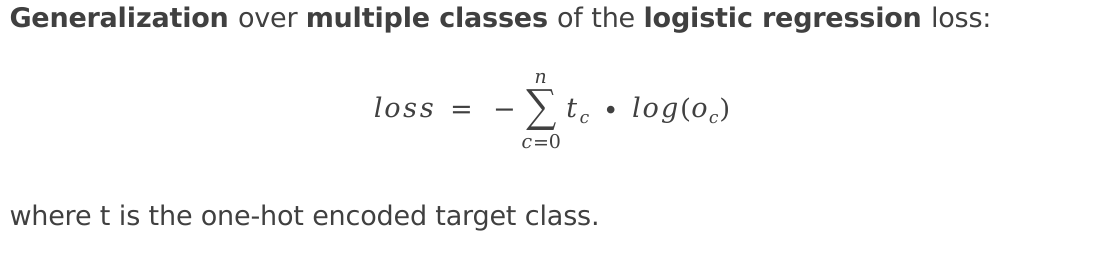 Generalization over multiple classes of the logistic regression loss:
loss = − ∑_{c=0}^{n} t_c • log(o_c)
where t is the one-hot encoded target class.